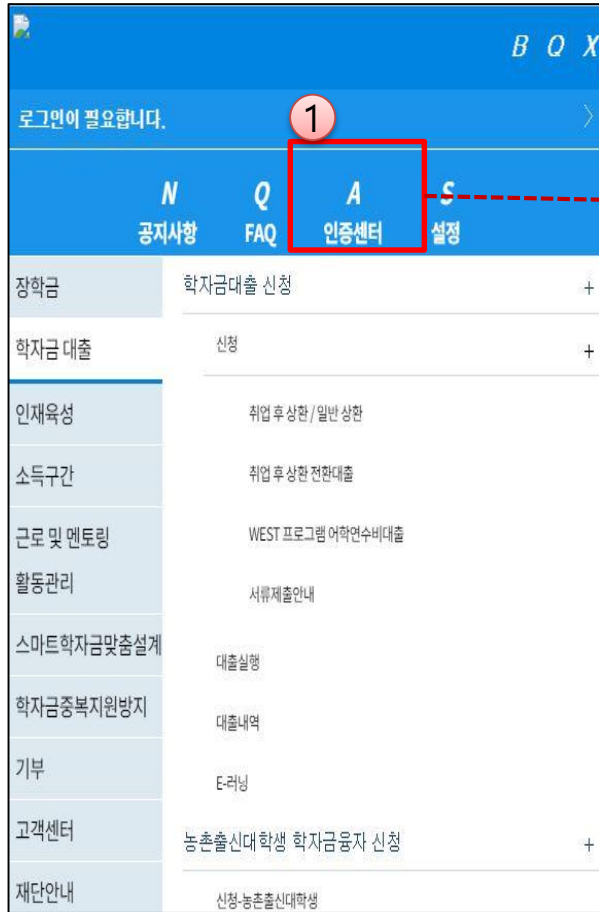 B Q X
로그인이 필요합니다.
1
N Q A S
공지사항 FAQ 인증센터 설정
장학금
학자금 대출
인재육성
소득구간
근로 및 멘토링
활동관리
스마트학자금맞춤설계
학자금중복지원방지
기부
고객센터
재단안내
학자금대출 신청 +
신청 +
취업 후 상환 / 일반 상환
취업 후 상환 전환대출
WEST 프로그램 어학연수비대출
서류제출안내
대출실행
대출내역
E-러닝
농촌출신대학생 학자금융자 신청 +
신청-농촌출신대학생